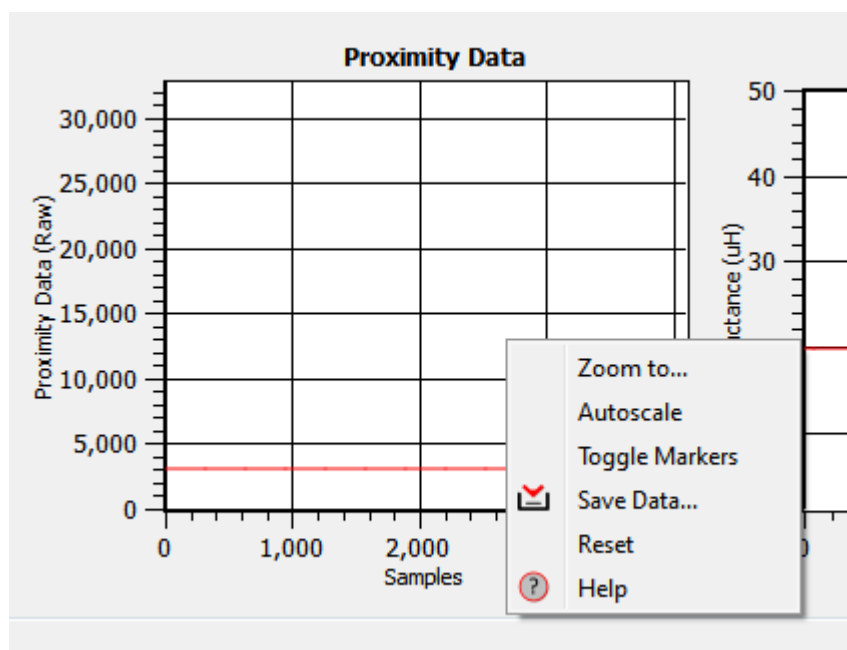 Proximity Data
30,000
25,000
20,000
15,000
10,000
5,000
0
Proximity Data (Raw)
0 1,000 2,000
Samples
50
40
30
(uH)
Zoom to...
Autoscale
Toggle Markers
Save Data...
Reset
? Help